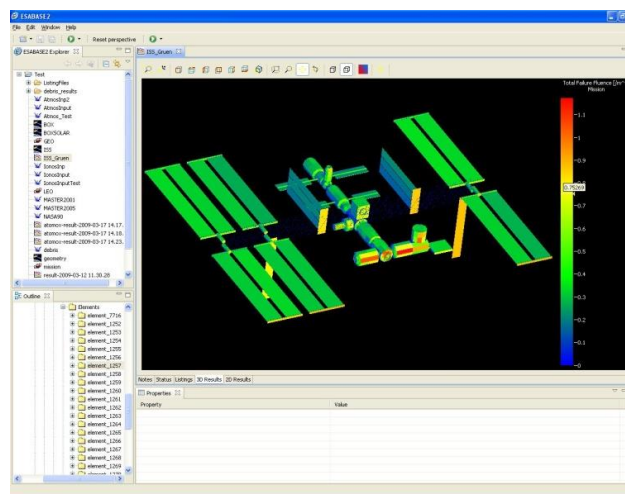 ESABASE2
File Edit Window Help
Reset perspective
ESABASE2 Explorer
Test
ListingFiles
debris_results
AtmosInp2
AtmosInput
Atmos_Test
BOX
BOXSOLAR
GEO
ISS
ISS_Gruen
IonosInp
IonosInput
IonosInputTest
LEO
MASTER2001
MASTER2005
NASA90
atomox-result-2009-03-17 14.17.
atomox-result-2009-03-17 14.18.
atomox-result-2009-03-17 14.23.
debris
geometry
mission
result-2009-03-12 11.30.28
Outline
Elements
element_7716
element_1252
element_1253
element_1254
element_1255
element_1256
element_1257
element_1258
element_1259
element_1260
element_1261
element_1262
element_1263
element_1264
element_1265
element_1266
element_1267
element_1268
element_1269
ISS_Gruen
Total Failure Fluence [/m^
Mission
1.1
1
0.9
0.75269
0.7
0.6
0.5
0.4
0.3
0.2
0.1
0
Notes Status Listings 3D Results 2D Results
Properties
Property Value